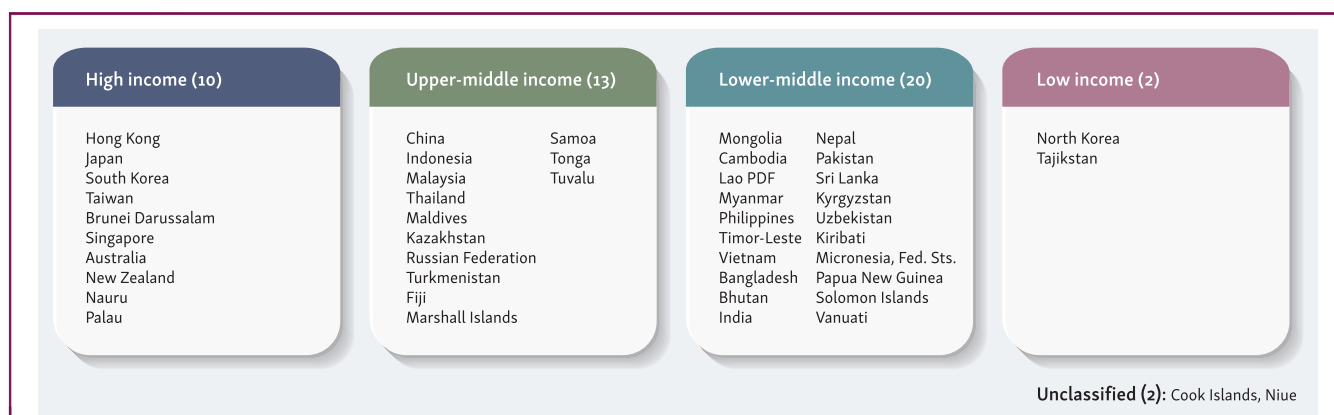 High income (10)
Hong Kong
Japan
South Korea
Taiwan
Brunei Darussalam
Singapore
Australia
New Zealand
Nauru
Palau
Upper-middle income (13)
China
Indonesia
Malaysia
Thailand
Maldives
Kazakhstan
Russian Federation
Turkmenistan
Fiji
Marshall Islands
Samoa
Tonga
Tuvalu
Lower-middle income (20)
Mongolia
Cambodia
Lao PDF
Myanmar
Philippines
Timor-Leste
Vietnam
Bangladesh
Bhutan
India
Nepal
Pakistan
Sri Lanka
Kyrgyzstan
Uzbekistan
Kiribati
Micronesia, Fed. Sts.
Papua New Guinea
Solomon Islands
Vanuati
Low income (2)
North Korea
Tajikstan
Unclassified (2): Cook Islands, Niue